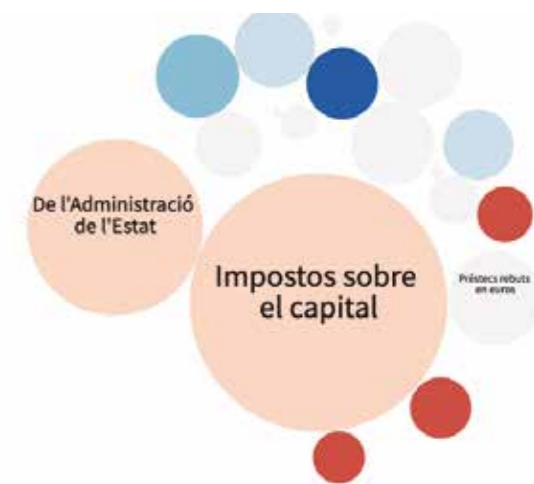 De l'Administració
de l'Estat
Impostos sobre
el capital
Préstecs rebuts
en euros